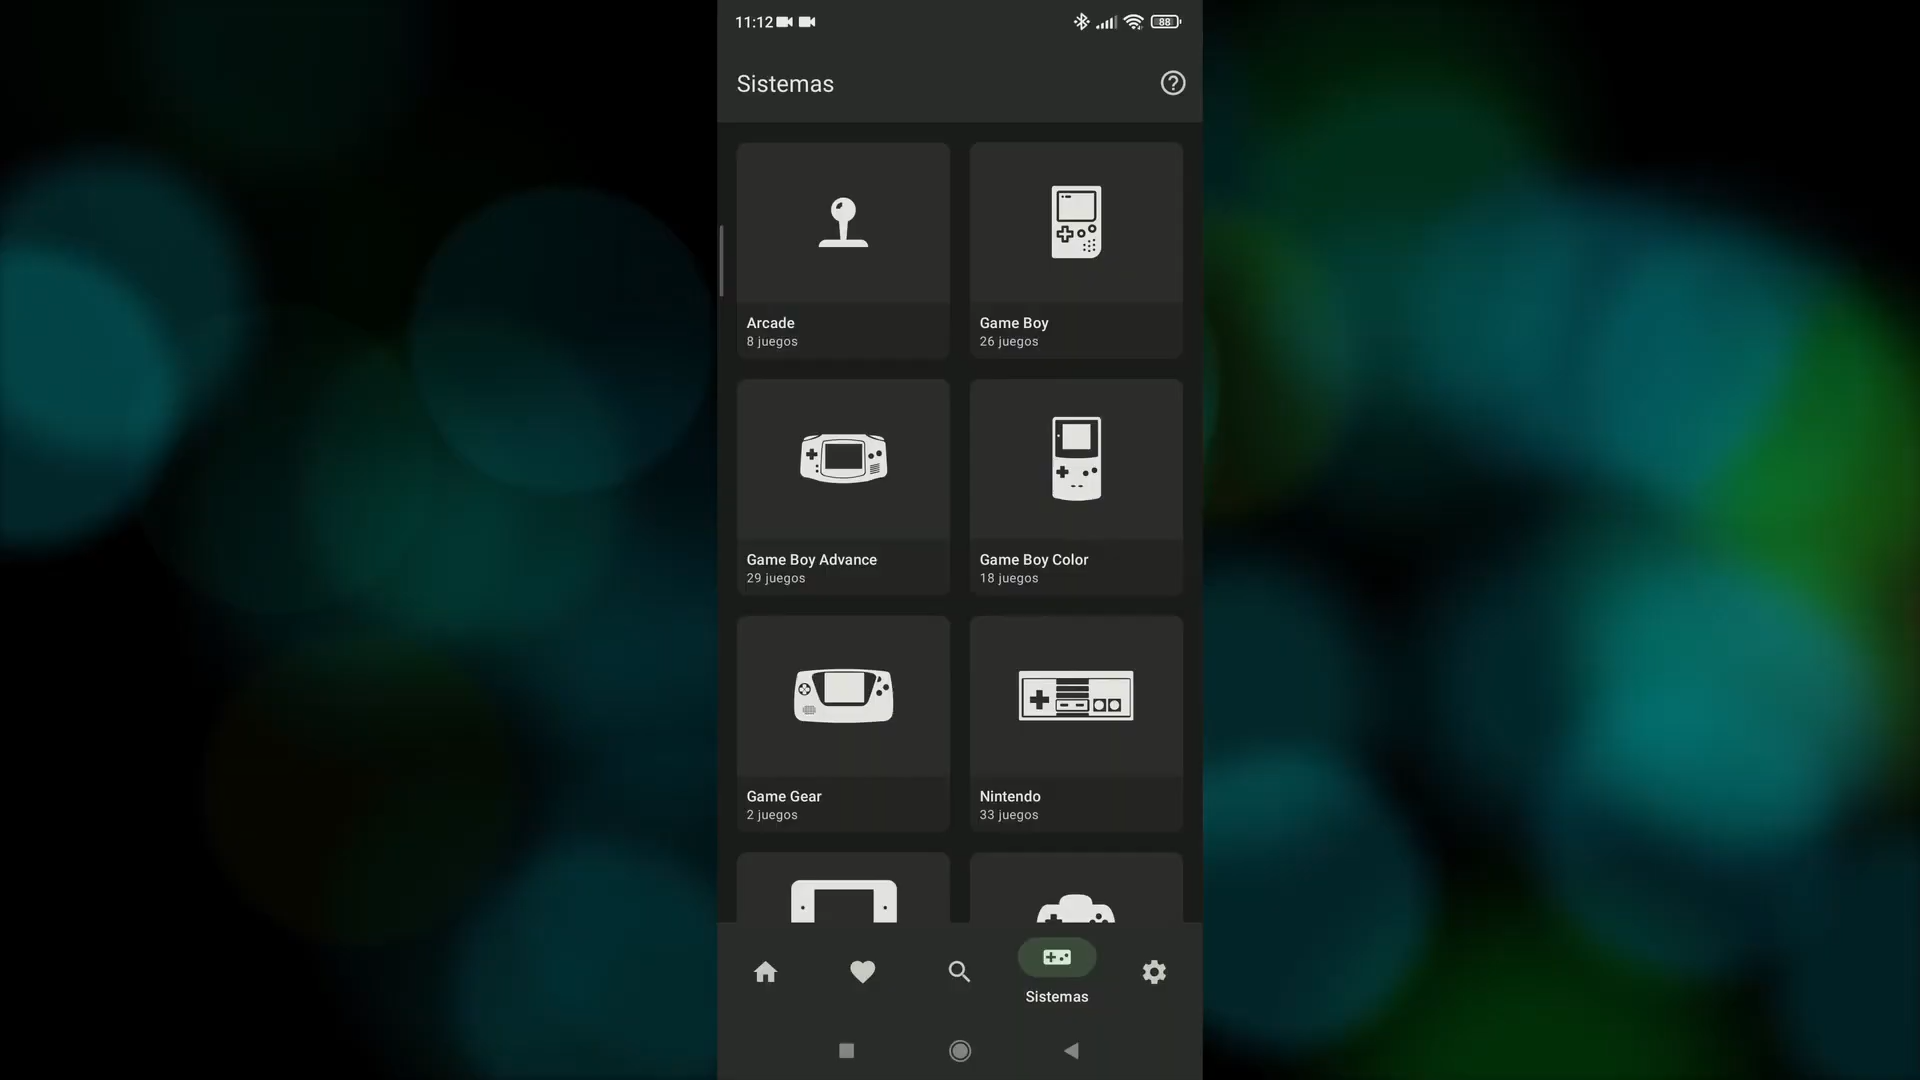 11:12
88
Sistemas
Arcade
8 juegos
Game Boy
26 juegos
Game Boy Advance
29 juegos
Game Boy Color
18 juegos
Game Gear
2 juegos
Nintendo
33 juegos
Sistemas